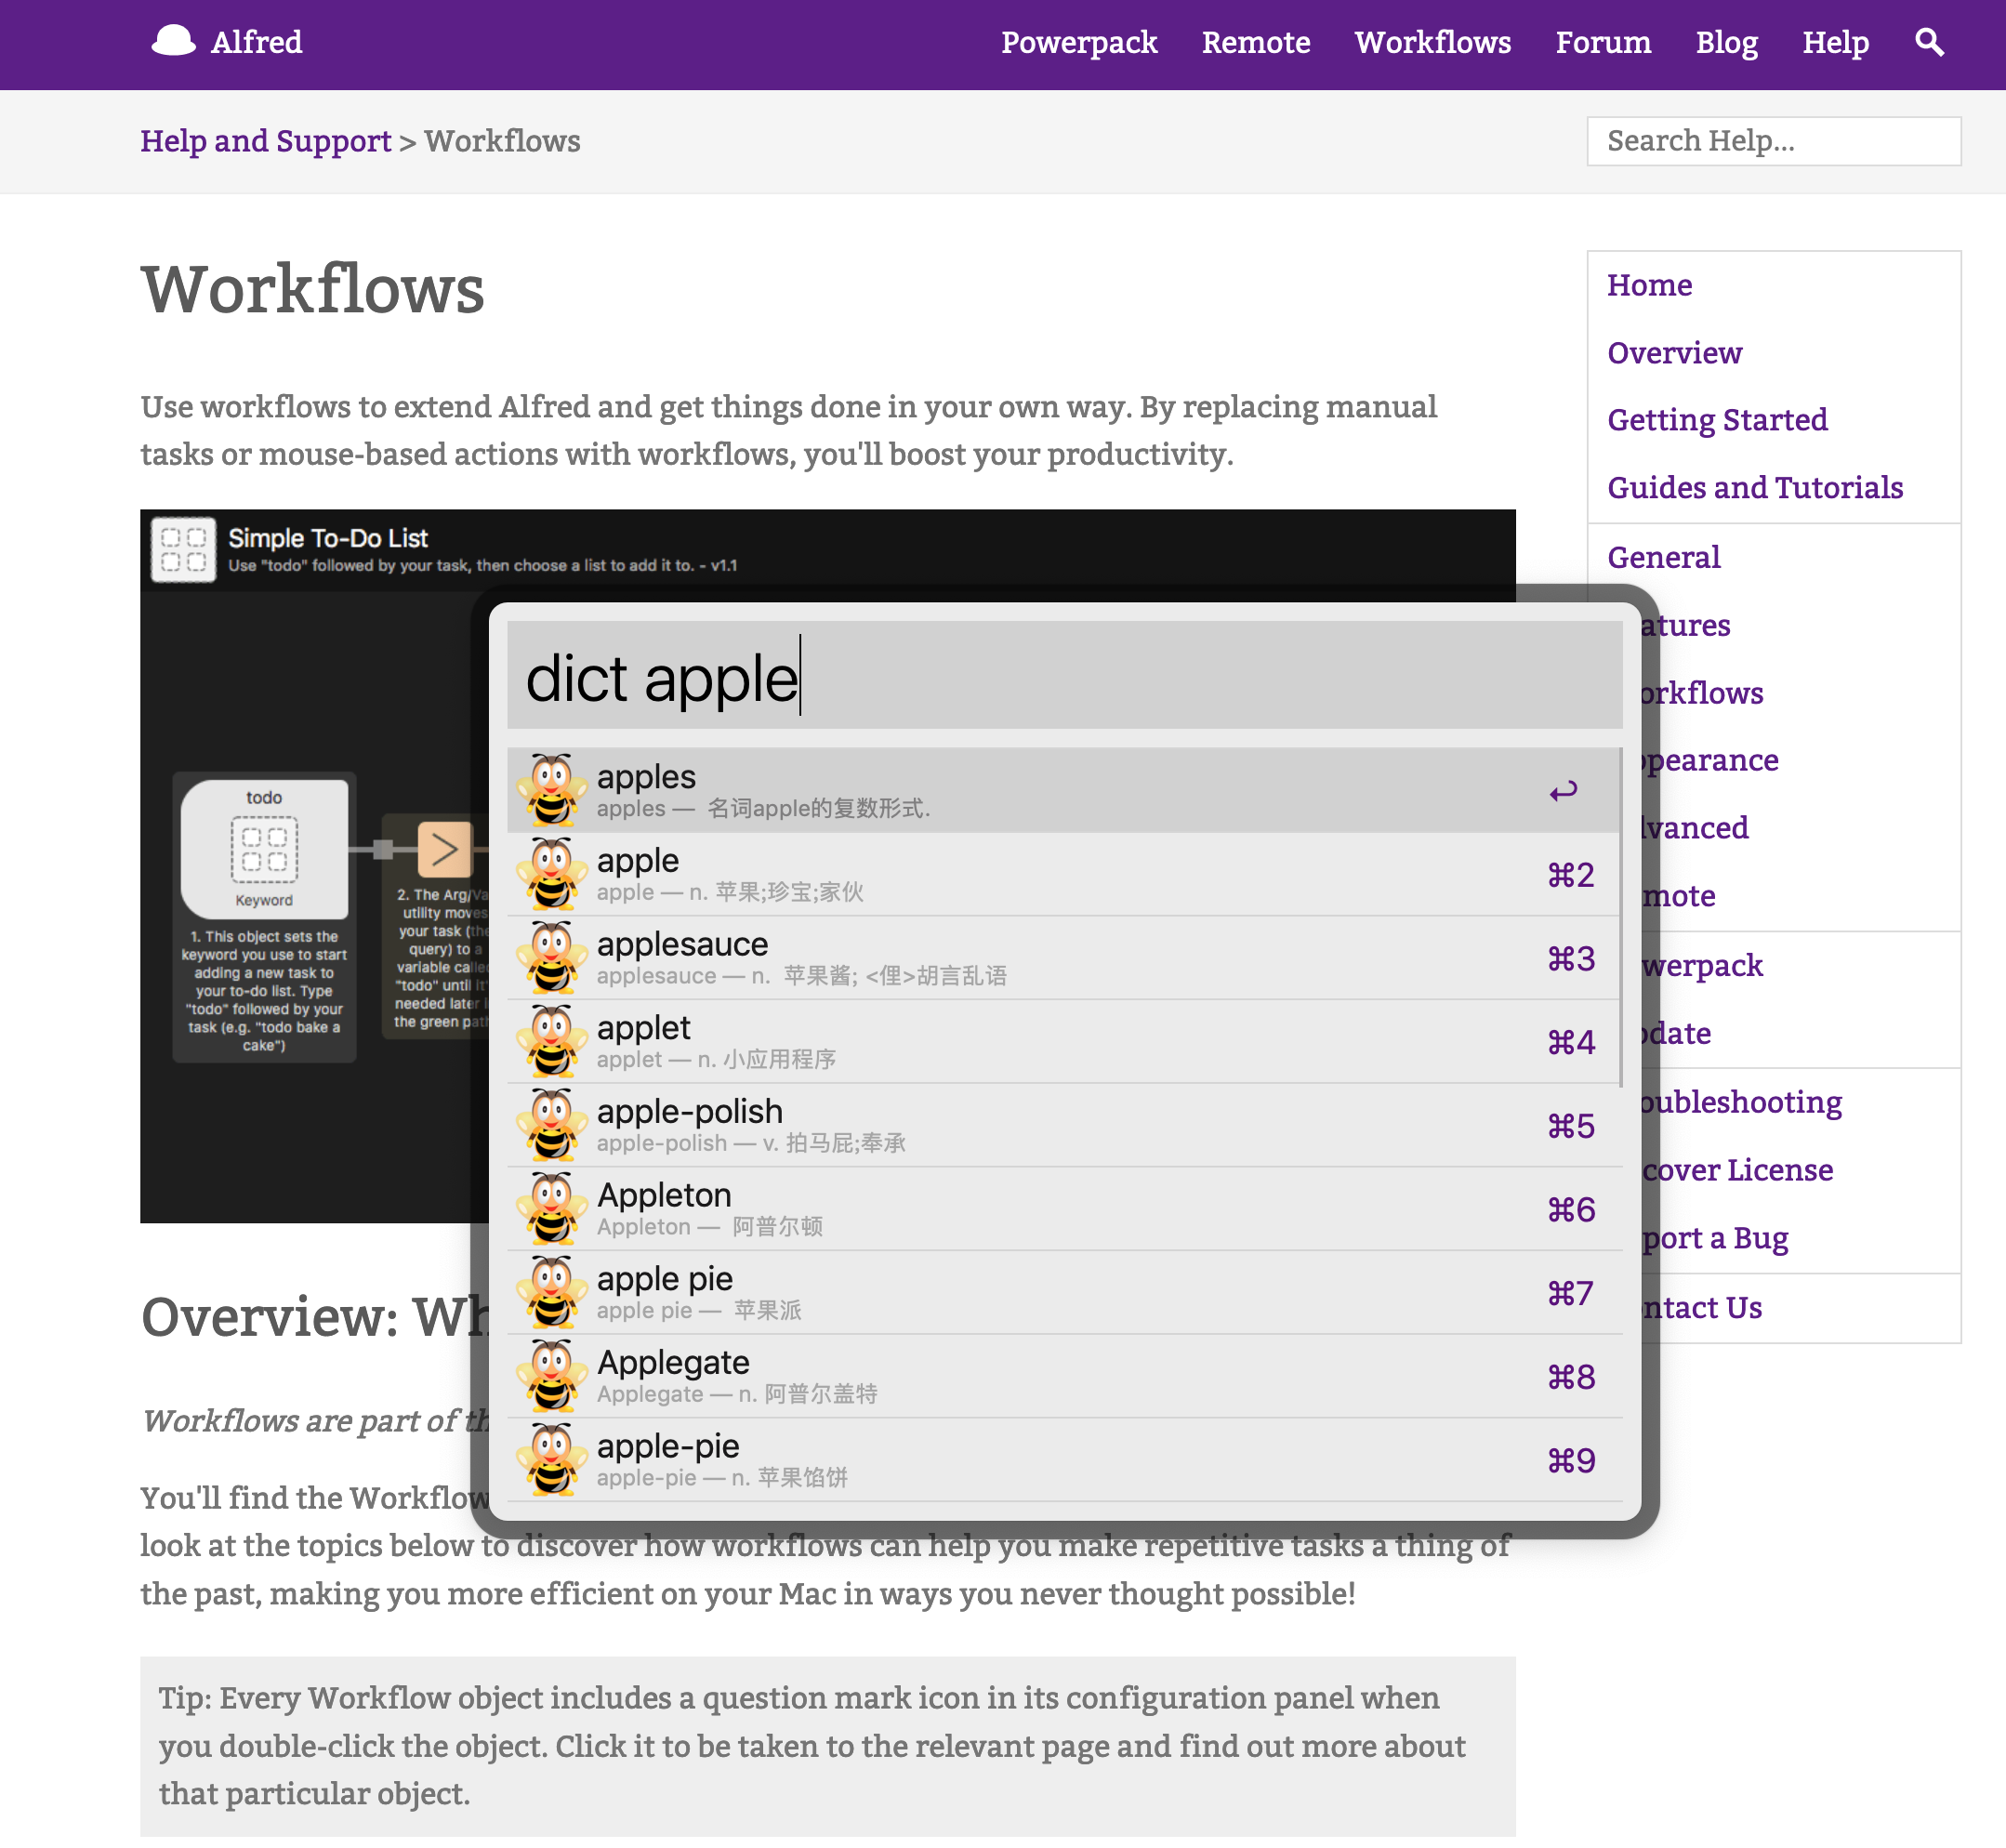 Alfred
Powerpack Remote Workflows Forum Blog Help
Help and Support > Workflows
Search Help...
Workflows
Use workflows to extend Alfred and get things done in your own way. By replacing manual
tasks or mouse-based actions with workflows, you'll boost your productivity.
Simple To-Do List
Use "todo" followed by your task, then choose a list to add it to. - v1.1
todo
Keyword
1. This object sets the
keyword you use to start
adding a new task to
your to-do list. Type
"todo" followed by your
task (e.g. "todo bake a
cake")
2. The Arg/Va
utility moves
your task (the
query) to a
variable calle
"todo" until it'
needed later i
the green pat
dict apple
apples
apples — 名词apple的复数形式.
apple
apple — n. 苹果;珍宝;家伙
⌘2
applesauce
applesauce — n. 苹果酱; <俚>胡言乱语
⌘3
applet
applet — n. 小应用程序
⌘4
apple-polish
apple-polish — v. 拍马屁;奉承
⌘5
Appleton
Appleton — 阿普尔顿
⌘6
apple pie
apple pie — 苹果派
⌘7
Applegate
Applegate — n. 阿普尔盖特
⌘8
apple-pie
apple-pie — n. 苹果馅饼
⌘9
Overview: Wh
Workflows are part of th
You'll find the Workflow
look at the topics below to discover how workflows can help you make repetitive tasks a thing of
the past, making you more efficient on your Mac in ways you never thought possible!
Tip: Every Workflow object includes a question mark icon in its configuration panel when
you double-click the object. Click it to be taken to the relevant page and find out more about
that particular object.
Home
Overview
Getting Started
Guides and Tutorials
General
atures
orkflows
ppearance
lvanced
mote
werpack
date
oubleshooting
cover License
port a Bug
ntact Us